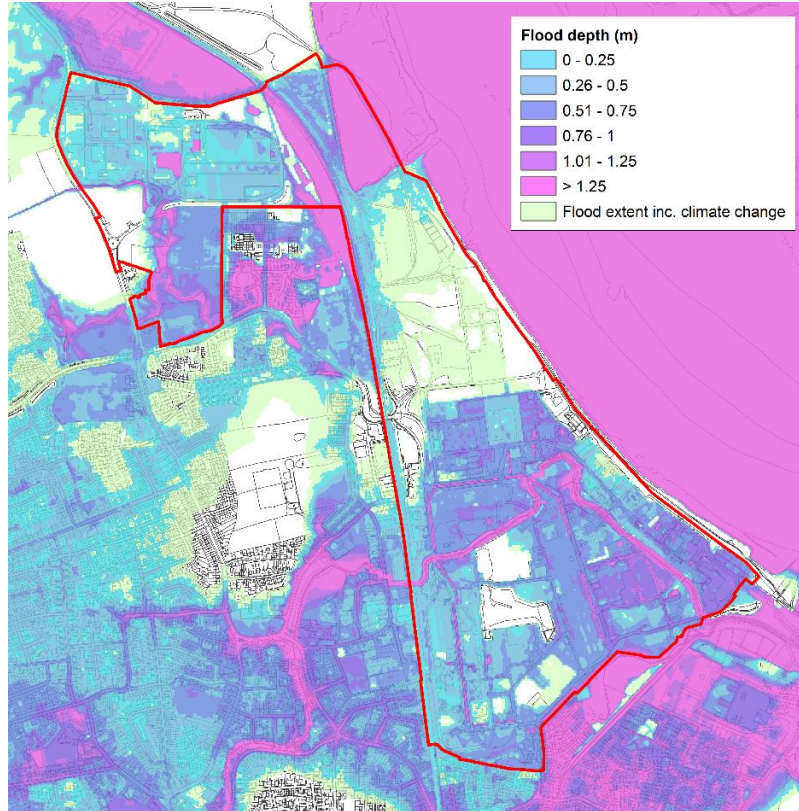 Flood depth (m)
0 - 0.25
0.26 - 0.5
0.51 - 0.75
0.76 - 1
1.01 - 1.25
> 1.25
Flood extent inc. climate change